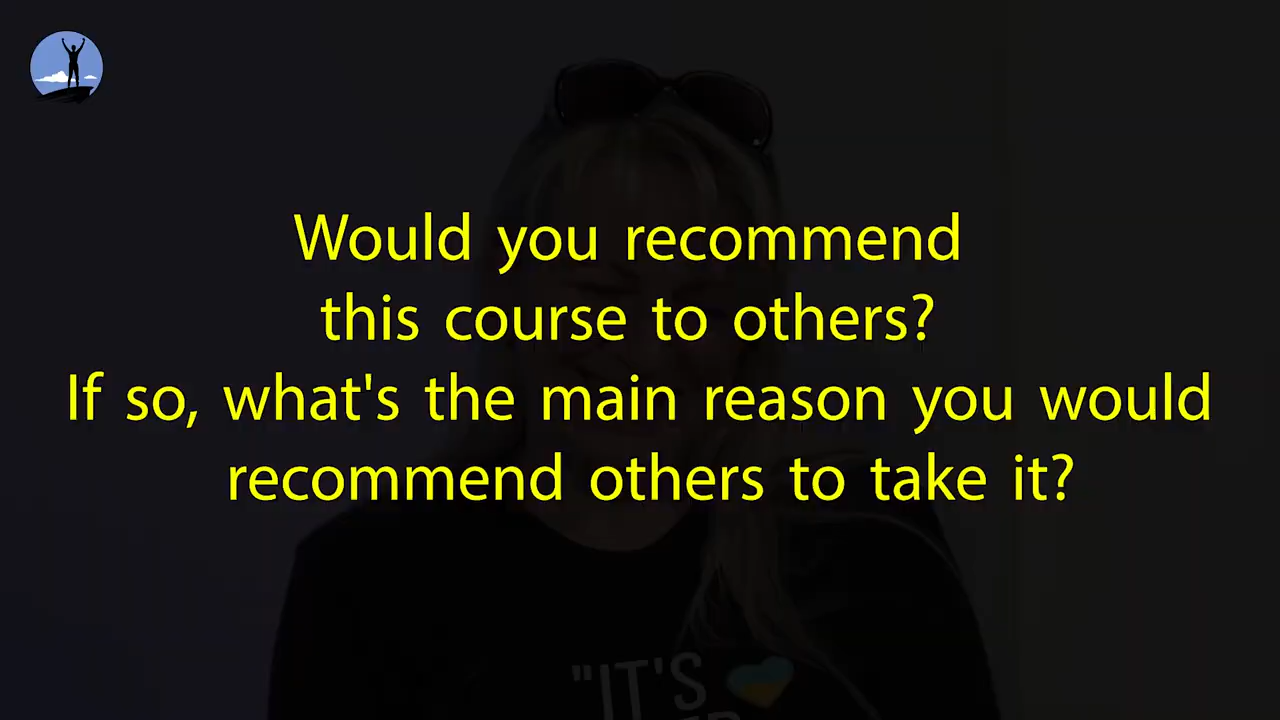 Would you recommend
this course to others?
If so, what's the main reason you would
recommend others to take it?
"IT'S